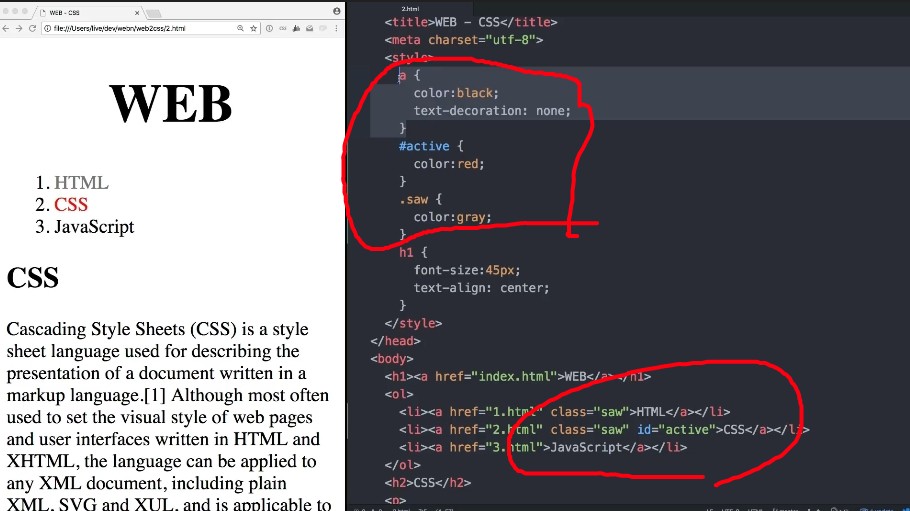 WEB - CSS
file:///Users/live/dev/webn/web2css/2.html
WEB
1. HTML
2. CSS
3. JavaScript
CSS
Cascading Style Sheets (CSS) is a style
sheet language used for describing the
presentation of a document written in a
markup language.[1] Although most often
used to set the visual style of web pages
and user interfaces written in HTML and
XHTML, the language can be applied to
any XML document, including plain
XML, SVG and XUL, and is applicable to
2.html
<title>WEB - CSS</title>
<meta charset="utf-8">
<style>
a {
color:black;
text-decoration: none;
}
#active {
color:red;
}
.saw {
color:gray;
}
h1 {
font-size:45px;
text-align: center;
}
</style>
</head>
<body>
<h1><a href="index.html">WEB</a></h1>
<ol>
<li><a href="1.html" class="saw">HTML</a></li>
<li><a href="2.html" class="saw" id="active">CSS</a></li>
<li><a href="3.html">JavaScript</a></li>
</ol>
<h2>CSS</h2>
<p>